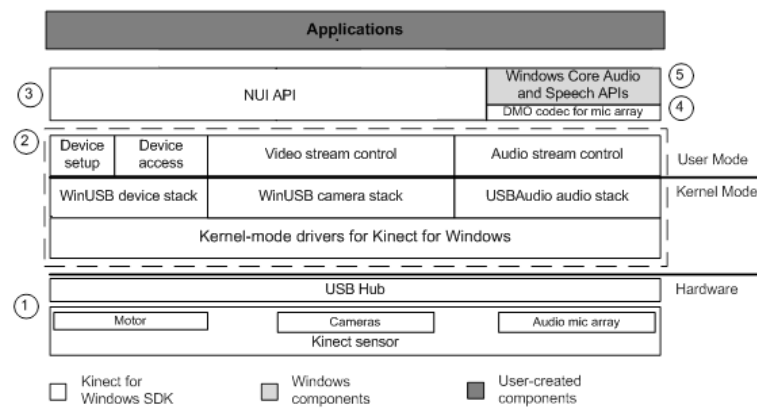 Applications
3
NUI API
Windows Core Audio
and Speech APIs
5
DMO codec for mic array
4
2
Device
setup
Device
access
Video stream control
Audio stream control
User Mode
WinUSB device stack
WinUSB camera stack
USBAudio audio stack
Kernel Mode
Kernel-mode drivers for Kinect for Windows
USB Hub
Hardware
1
Motor
Cameras
Audio mic array
Kinect sensor
Kinect for
Windows SDK
Windows
components
User-created
components